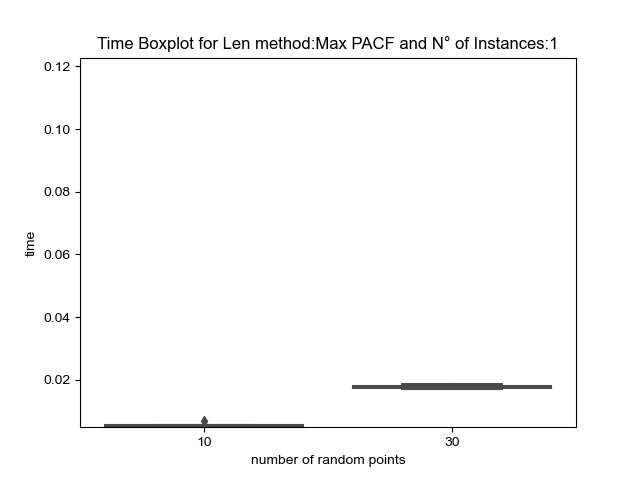 Time Boxplot for Len method:Max PACF and N° of Instances:1
0.12
0.10
0.08
0.06
0.04
0.02
time
10
30
number of random points